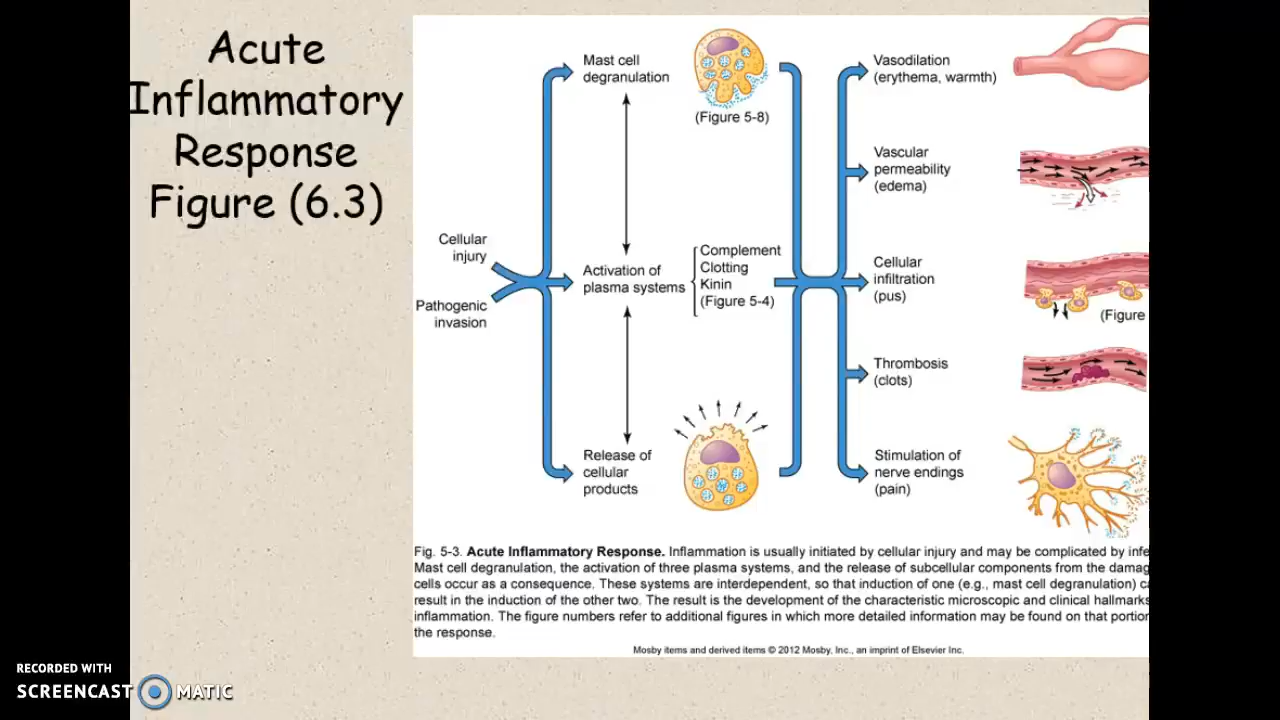 Acute
Inflammatory
Response
Figure (6.3)
Mast cell
degranulation
(Figure 5-8)
Vasodilation
(erythema, warmth)
Vascular
permeability
(edema)
Cellular
injury
Pathogenic
invasion
Activation of
plasma systems
Complement
Clotting
Kinin
(Figure 5-4)
Cellular
infiltration
(pus)
(Figure
Thrombosis
(clots)
Release of
cellular
products
Stimulation of
nerve endings
(pain)
Fig. 5-3. Acute Inflammatory Response. Inflammation is usually initiated by cellular injury and may be complicated by infe
Mast cell degranulation, the activation of three plasma systems, and the release of subcellular components from the damag
cells occur as a consequence. These systems are interdependent, so that induction of one (e.g., mast cell degranulation) ca
result in the induction of the other two. The result is the development of the characteristic microscopic and clinical hallmarks
inflammation. The figure numbers refer to additional figures in which more detailed information may be found on that portion
the response.
Mosby items and derived items © 2012 Mosby, Inc., an imprint of Elsevier Inc.
RECORDED WITH
SCREENCAST MATIC